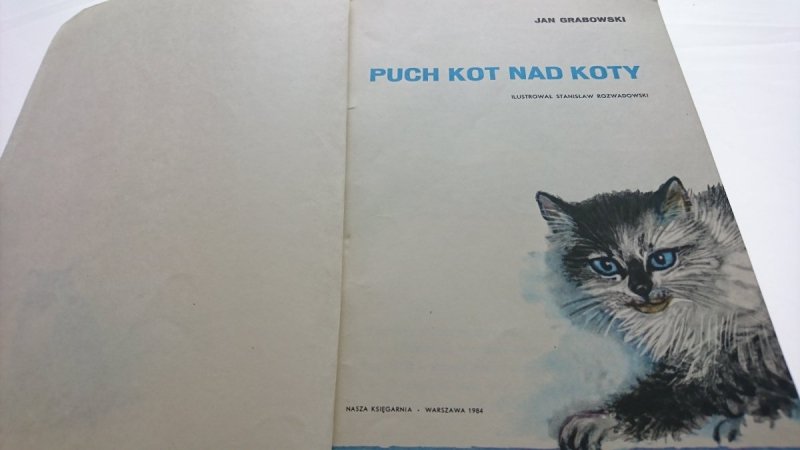 JAN GRABOWSKI
PUCH KOT NAD KOTY
ILUSTROWAŁ STANISŁAW ROZWADOWSKI
NASZA KSIĘGARNIA • WARSZAWA 1984